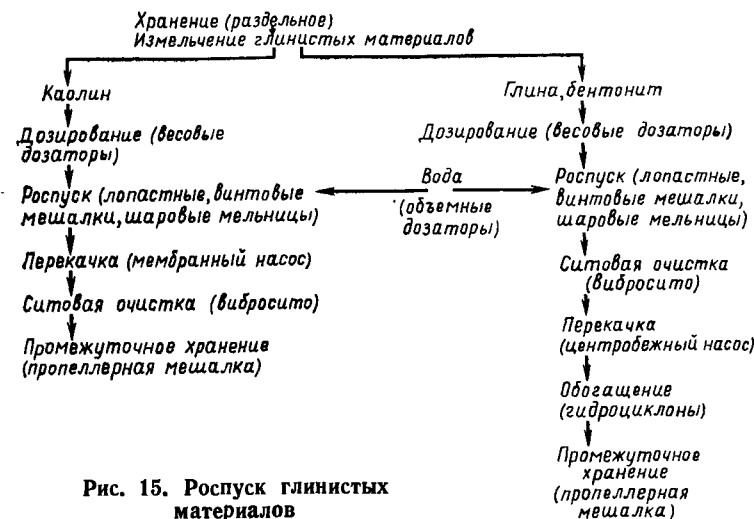 Хранение (раздельное)
Измельчение глинистых материалов
Каолин
Дозирование (весовые
дозаторы)
Роспуск (лопастные, винтовые
мешалки, шаровые мельницы)
Перекачка (мембранный насос)
Ситовая очистка (вибросито)
Промежуточное хранение
(пропеллерная мешалка)
Вода
(объемные
дозаторы)
Глина, бентонит
Дозирование (весовые дозаторы)
Роспуск (лопастные,
винтовые мешалки,
шаровые мельницы)
Ситовая очистка
(вибросито)
Перекачка
(центробежный насос)
Обогащение
(гидроциклоны)
Промежуточное
хранение
(пропеллерная
мешалка)
Рис. 15. Роспуск глинистых
материалов